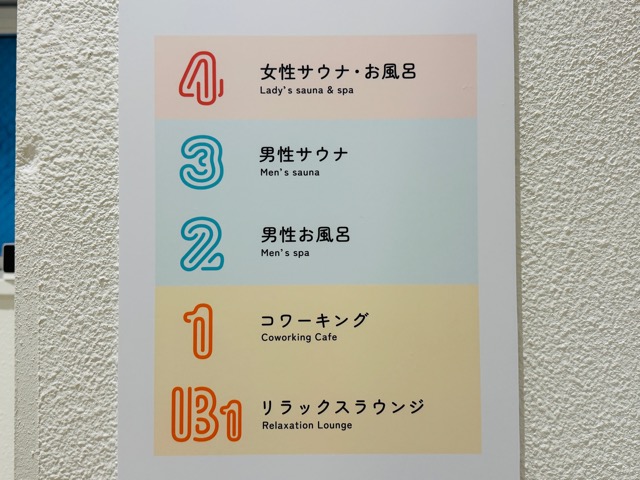 4
女性サウナ・お風呂
Lady's sauna & spa
3
男性サウナ
Men's sauna
2
男性お風呂
Men's spa
1
コワーキング
Coworking Cafe
B1
リラックスラウンジ
Relaxation Lounge